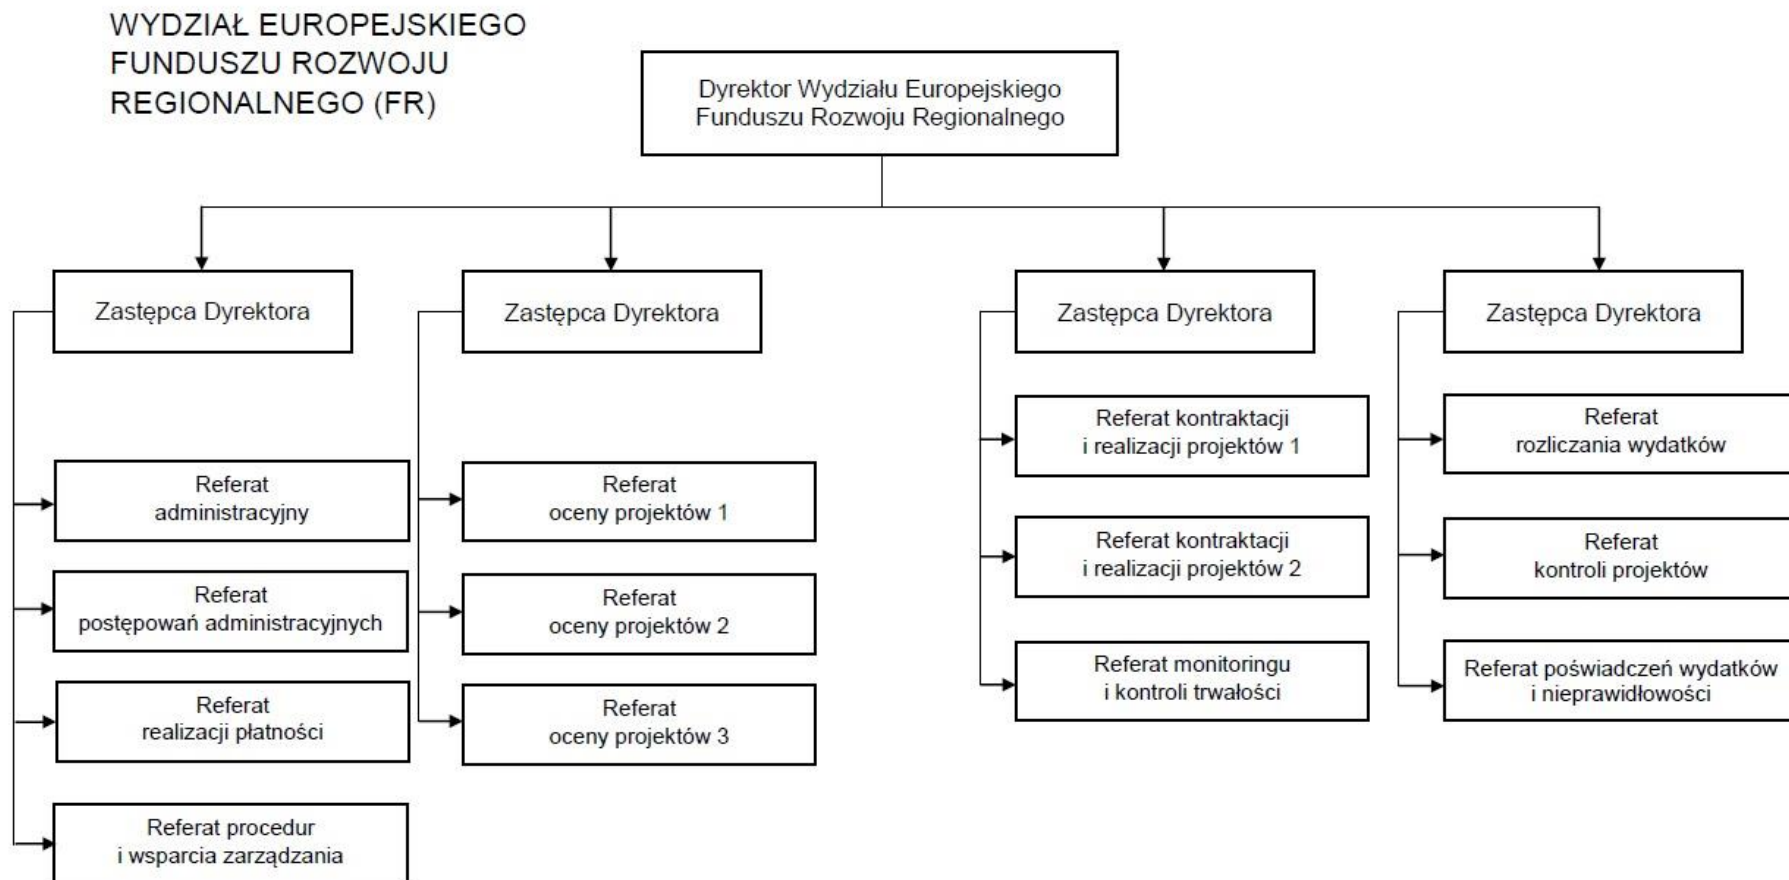 WYDZIAŁ EUROPEJSKIEGO
FUNDUSZU ROZWOJU
REGIONALNEGO (FR)
Dyrektor Wydziału Europejskiego
Funduszu Rozwoju Regionalnego
Zastępca Dyrektora
Zastępca Dyrektora
Zastępca Dyrektora
Zastępca Dyrektora
Referat
administracyjny
Referat
postępowań administracyjnych
Referat
realizacji płatności
Referat procedur
i wsparcia zarządzania
Referat
oceny projektów 1
Referat
oceny projektów 2
Referat
oceny projektów 3
Referat kontraktacji
i realizacji projektów 1
Referat kontraktacji
i realizacji projektów 2
Referat monitoringu
i kontroli trwałości
Referat
rozliczania wydatków
Referat
kontroli projektów
Referat poświadczeń wydatków
i nieprawidłowości